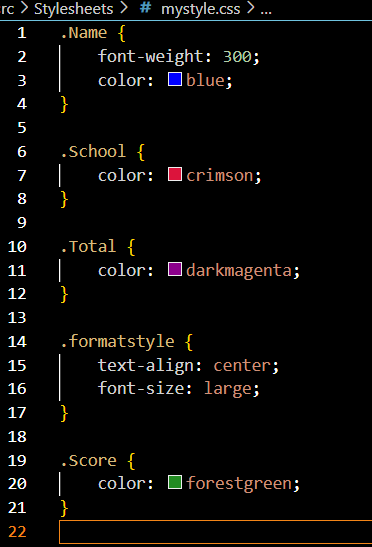 rc > Stylesheets > # mystyle.css > ...
1 .Name {
2 font-weight: 300;
3 color: blue;
4 }
5
6 .School {
7 color: crimson;
8 }
9
10 .Total {
11 color: darkmagenta;
12 }
13
14 .formatstyle {
15 text-align: center;
16 font-size: large;
17 }
18
19 .Score {
20 color: forestgreen;
21 }
22